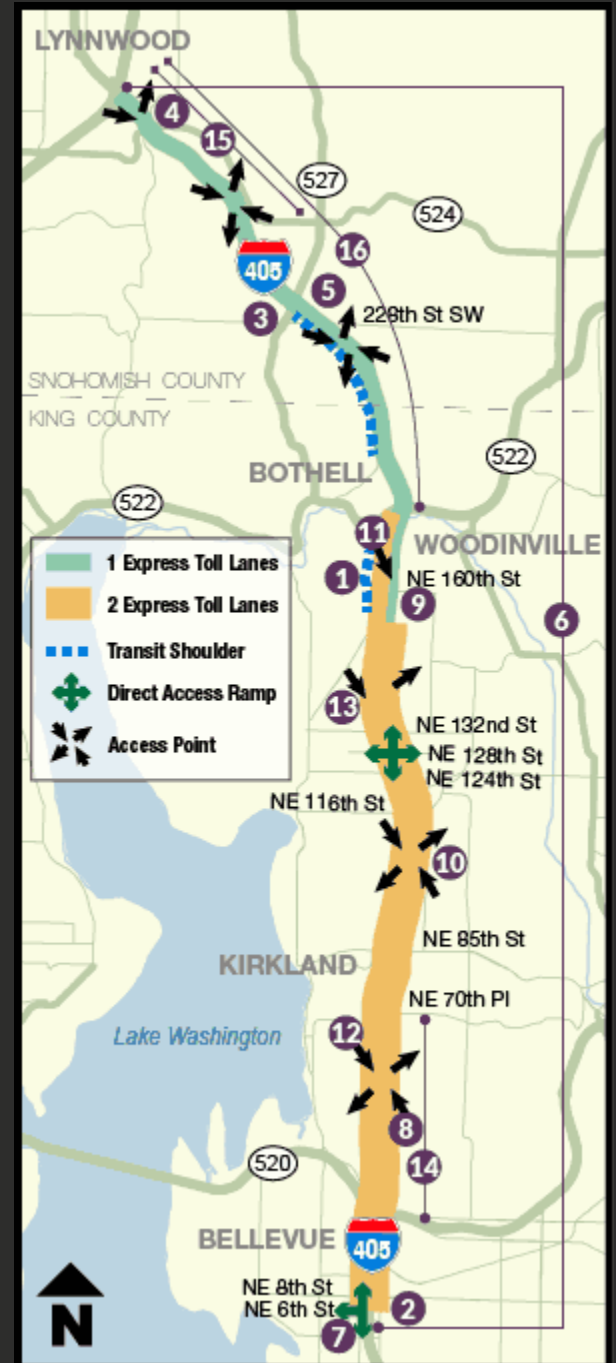 LYNNWOOD
4
15
527
524
16
405
5
3
228th St SW
SNOHOMISH COUNTY
KING COUNTY
BOTHELL
522
522
11
WOODINVILLE
1 Express Toll Lanes
1
NE 160th St
2 Express Toll Lanes
9
6
Transit Shoulder
Direct Access Ramp
13
NE 132nd St
Access Point
NE 128th St
NE 124th St
NE 116th St
10
NE 85th St
KIRKLAND
NE 70th Pl
Lake Washington
12
8
520
14
BELLEVUE
405
NE 8th St
NE 6th St
2
7
N